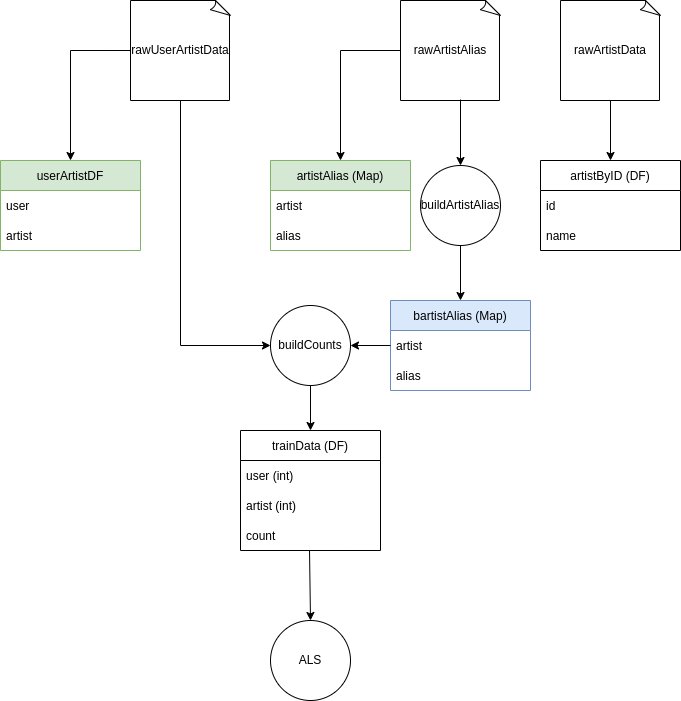 rawUserArtistData
rawArtistAlias
rawArtistData
userArtistDF
user
artist
artistAlias (Map)
artist
alias
buildArtistAlias
artistByID (DF)
id
name
bartistAlias (Map)
artist
alias
buildCounts
trainData (DF)
user (int)
artist (int)
count
ALS